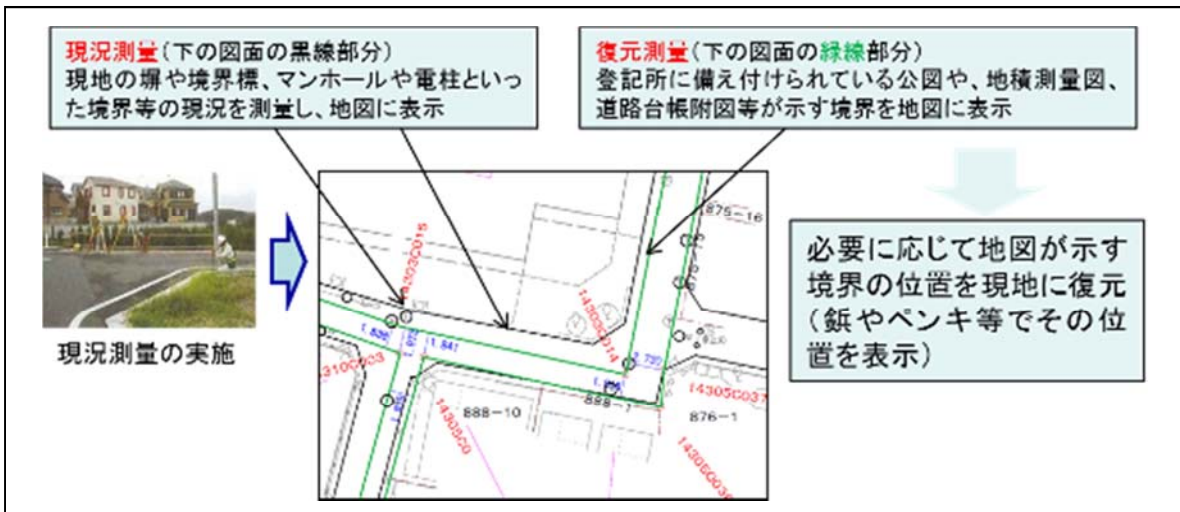 現況測量(下の図面の黒線部分)
現地の塀や境界標、マンホールや電柱といっ
た境界等の現況を測量し、地図に表示
復元測量(下の図面の緑線部分)
登記所に備え付けられている公図や、地積測量図、
道路台帳附図等が示す境界を地図に表示
現況測量の実施
14303C015
875-16
14303C014
1.841
14305C037
888-10
888-1
876-1
14305C0
14305C036
必要に応じて地図が示す
境界の位置を現地に復元
(鋲やペンキ等でその位
置を表示)